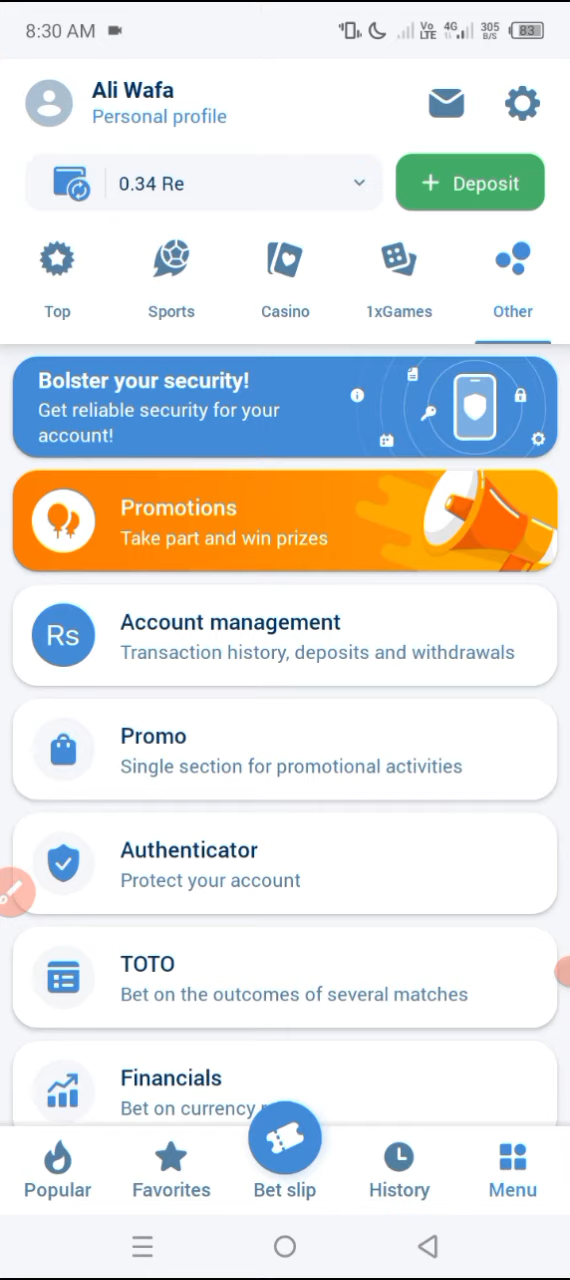 8:30 AM
Vo LTE 4G 305 B/S 83
Ali Wafa
Personal profile
0.34 Re
+ Deposit
Top Sports Casino 1xGames Other
Bolster your security!
Get reliable security for your
account!
Promotions
Take part and win prizes
Rs
Account management
Transaction history, deposits and withdrawals
Promo
Single section for promotional activities
Authenticator
Protect your account
TOTO
Bet on the outcomes of several matches
Financials
Bet on currency
Popular Favorites Bet slip History Menu